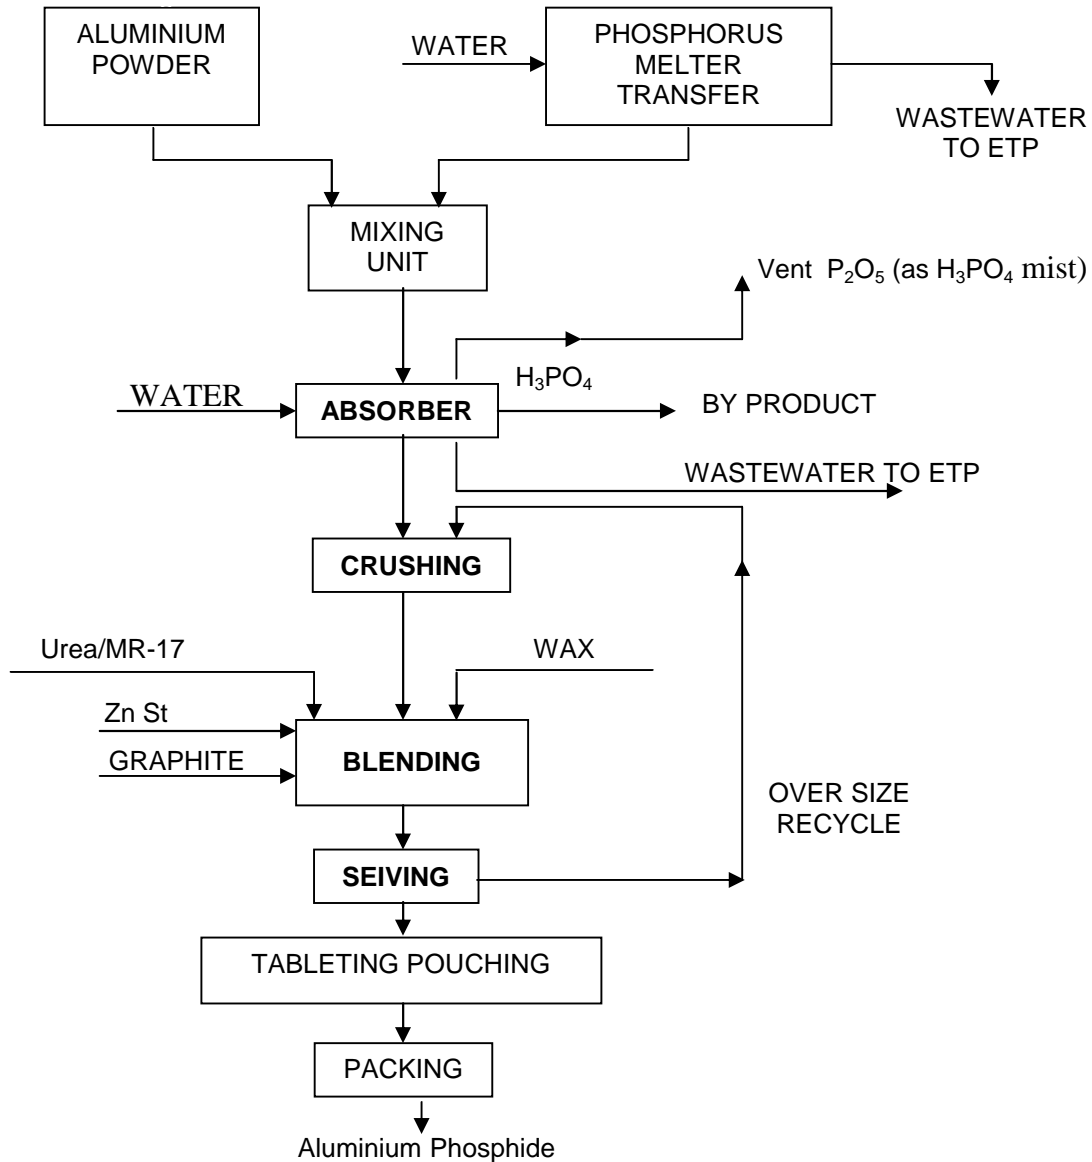 ALUMINIUM
POWDER
WATER
PHOSPHORUS
MELTER
TRANSFER
WASTEWATER
TO ETP
MIXING
UNIT
Vent P₂O₅ (as H₃PO₄ mist)
H₃PO₄
WATER
ABSORBER
BY PRODUCT
WASTEWATER TO ETP
CRUSHING
Urea/MR-17
WAX
Zn St
GRAPHITE
BLENDING
OVER SIZE
RECYCLE
SEIVING
TABLETING POUCHING
PACKING
Aluminium Phosphide